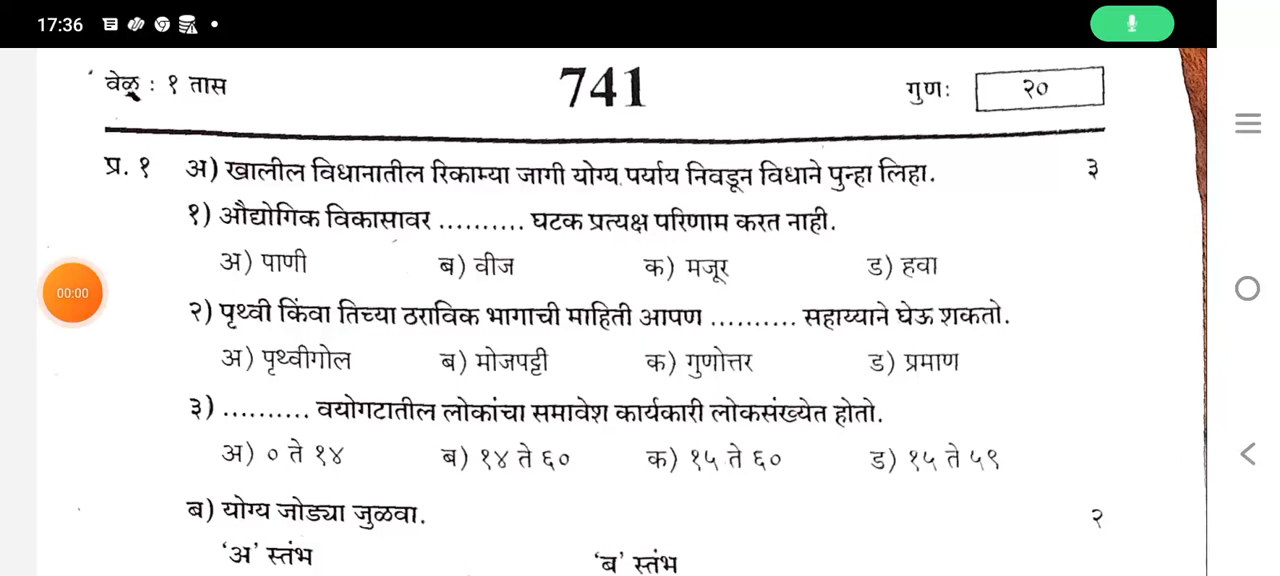 17:36
वेळ : १ तास
741
गुण: २०
प्र. १ अ) खालील विधानातील रिकाम्या जागी योग्य पर्याय निवडून विधाने पुन्हा लिहा. ३
१) औद्योगिक विकासावर .......... घटक प्रत्यक्ष परिणाम करत नाही.
अ) पाणी ब) वीज क) मजूर ड) हवा
२) पृथ्वी किंवा तिच्या ठराविक भागाची माहिती आपण .......... सहाय्याने घेऊ शकतो.
अ) पृथ्वीगोल ब) मोजपट्टी क) गुणोत्तर ड) प्रमाण
00:00
३) .......... वयोगटातील लोकांचा समावेश कार्यकारी लोकसंख्येत होतो.
अ) ० ते १४ ब) १४ ते ६० क) १५ ते ६० ड) १५ ते ५९
ब) योग्य जोड्या जुळवा. २
'अ' स्तंभ 'ब' स्तंभ